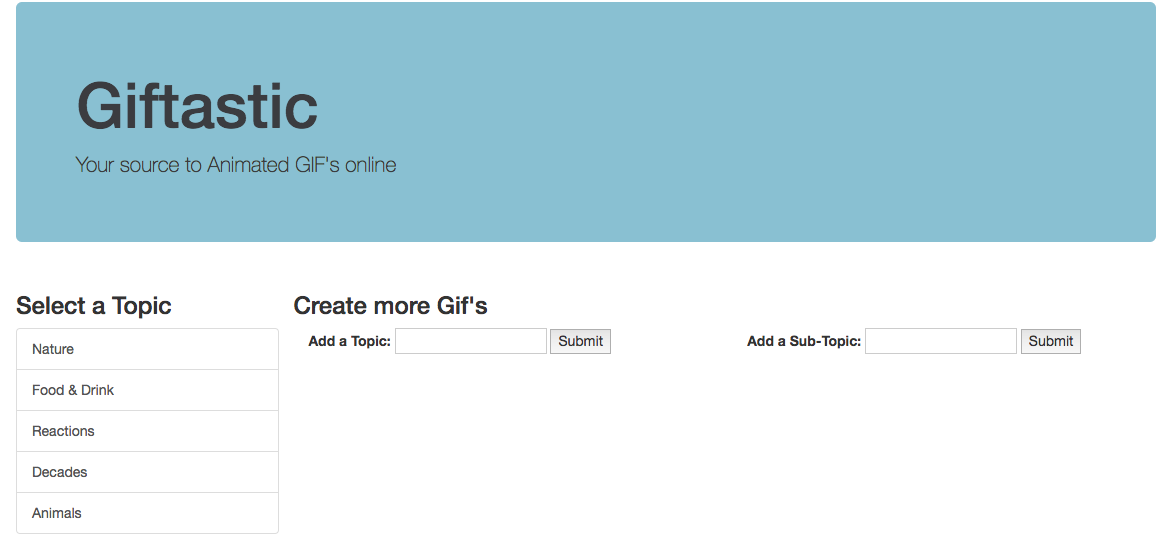 Giftastic
Your source to Animated GIF's online
Select a Topic
Nature
Food & Drink
Reactions
Decades
Animals
Create more Gif's
Add a Topic: Submit
Add a Sub-Topic: Submit